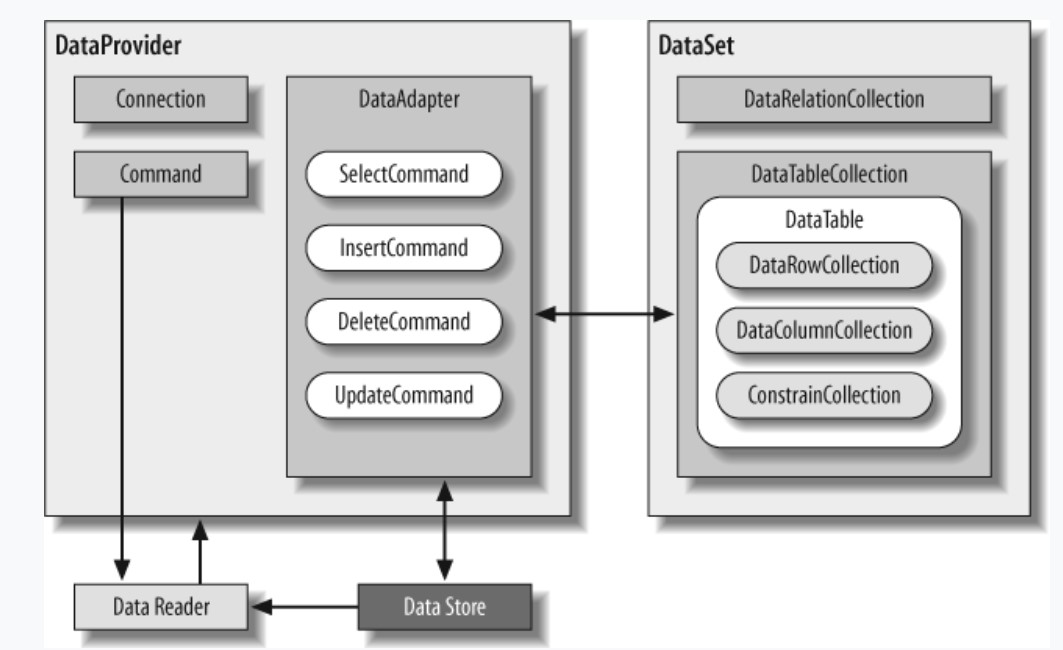 DataProvider
Connection
Command
DataAdapter
SelectCommand
InsertCommand
DeleteCommand
UpdateCommand
DataSet
DataRelationCollection
DataTableCollection
DataTable
DataRowCollection
DataColumnCollection
ConstrainCollection
Data Reader
Data Store